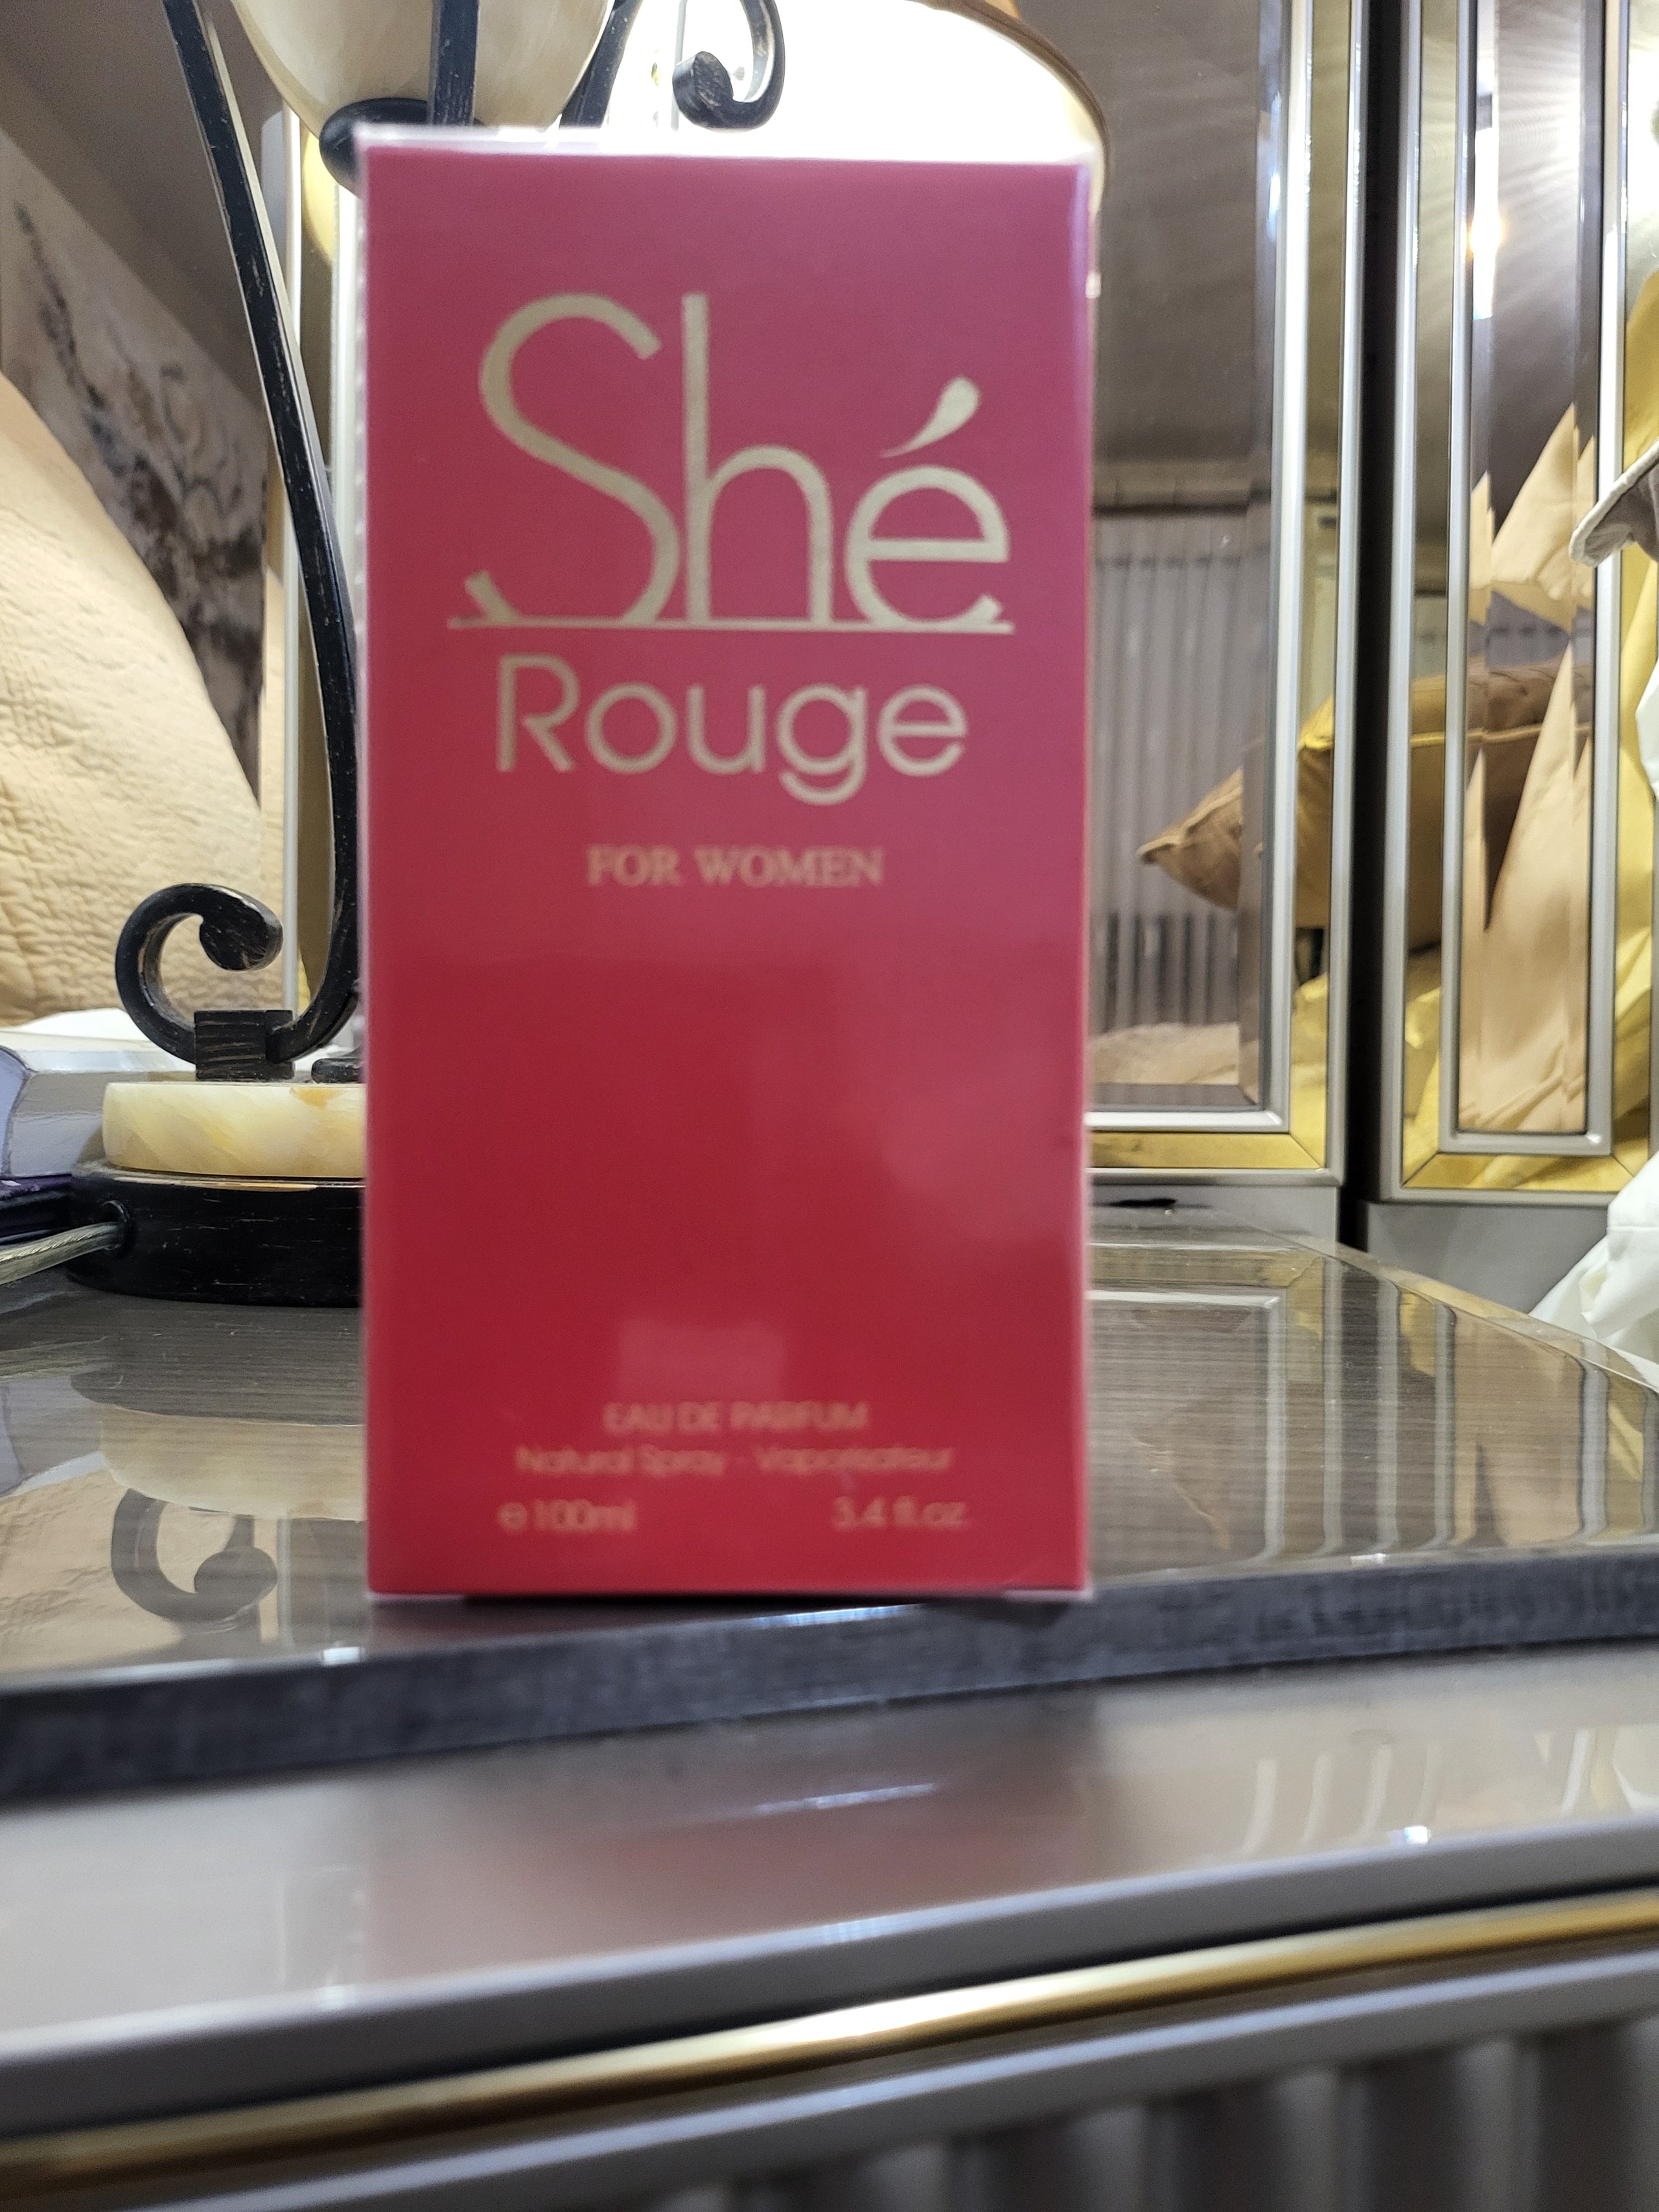 Shé
Rouge
FOR WOMEN
EAU DE PARFUM
Natural Spray - Vaporisateur
e 100ml 3.4 fl.oz.